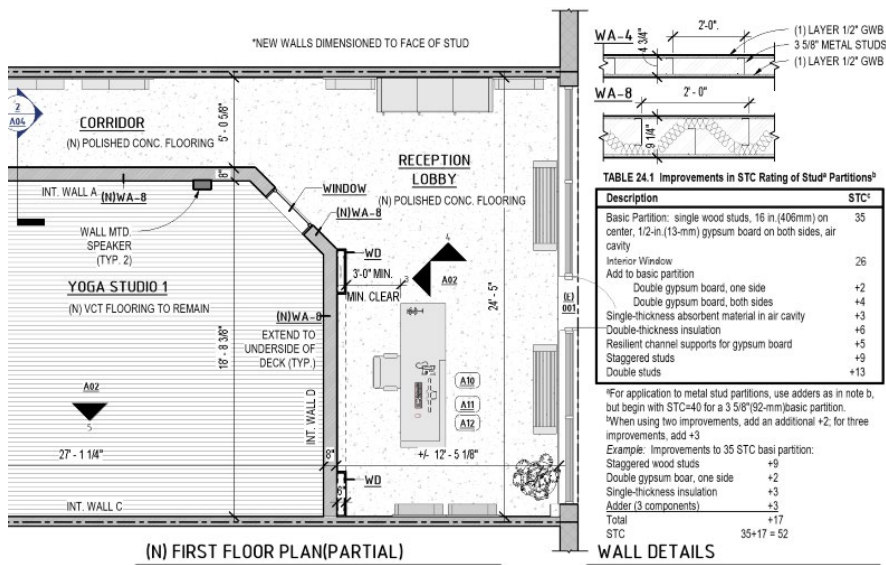 *NEW WALLS DIMENSIONED TO FACE OF STUD
2
A04
CORRIDOR
(N) POLISHED CONC. FLOORING
5' - 0 5/8"
8"
INT. WALL A
(N)WA-8
WALL MTD.
SPEAKER
(TYP. 2)
YOGA STUDIO 1
(N) VCT FLOORING TO REMAIN
A02
5
27' - 1 1/4"
INT. WALL C
18' - 8 3/6"
(N)WA-8
EXTEND TO
UNDERSIDE OF
DECK (TYP.)
INT. WALL D
8"
RECEPTION
LOBBY
(N) POLISHED CONC. FLOORING
WINDOW
(N)WA-8
WD
3'-0" MIN.
MIN. CLEAR
4
3
A02
24' - 5"
(E)
001
A10
A11
A12
+/- 12' - 5 1/8"
WD
(N) FIRST FLOOR PLAN(PARTIAL)
WA-4
2'-0".
4 3/4"
(1) LAYER 1/2" GWB
3 5/8" METAL STUDS
(1) LAYER 1/2" GWB
WA-8
2' - 0"
9 1/4"
TABLE 24.1 Improvements in STC Rating of Studᵃ Partitionsᵇ
Description STCᶜ
Basic Partition: single wood studs, 16 in.(406mm) on 35
center, 1/2-in.(13-mm) gypsum board on both sides, air
cavity
Interior Window 26
Add to basic partition
Double gypsum board, one side +2
Double gypsum board, both sides +4
Single-thickness absorbent material in air cavity +3
Double-thickness insulation +6
Resilient channel supports for gypsum board +5
Staggered studs +9
Double studs +13
ᵃFor application to metal stud partitions, use adders as in note b,
but begin with STC=40 for a 3 5/8"(92-mm)basic partition.
ᵇWhen using two improvements, add an additional +2; for three
improvements, add +3
Example: Improvements to 35 STC basi partition:
Staggered wood studs +9
Double gypsum boar, one side +2
Single-thickness insulation +3
Adder (3 components) +3
Total +17
STC 35+17 = 52
WALL DETAILS